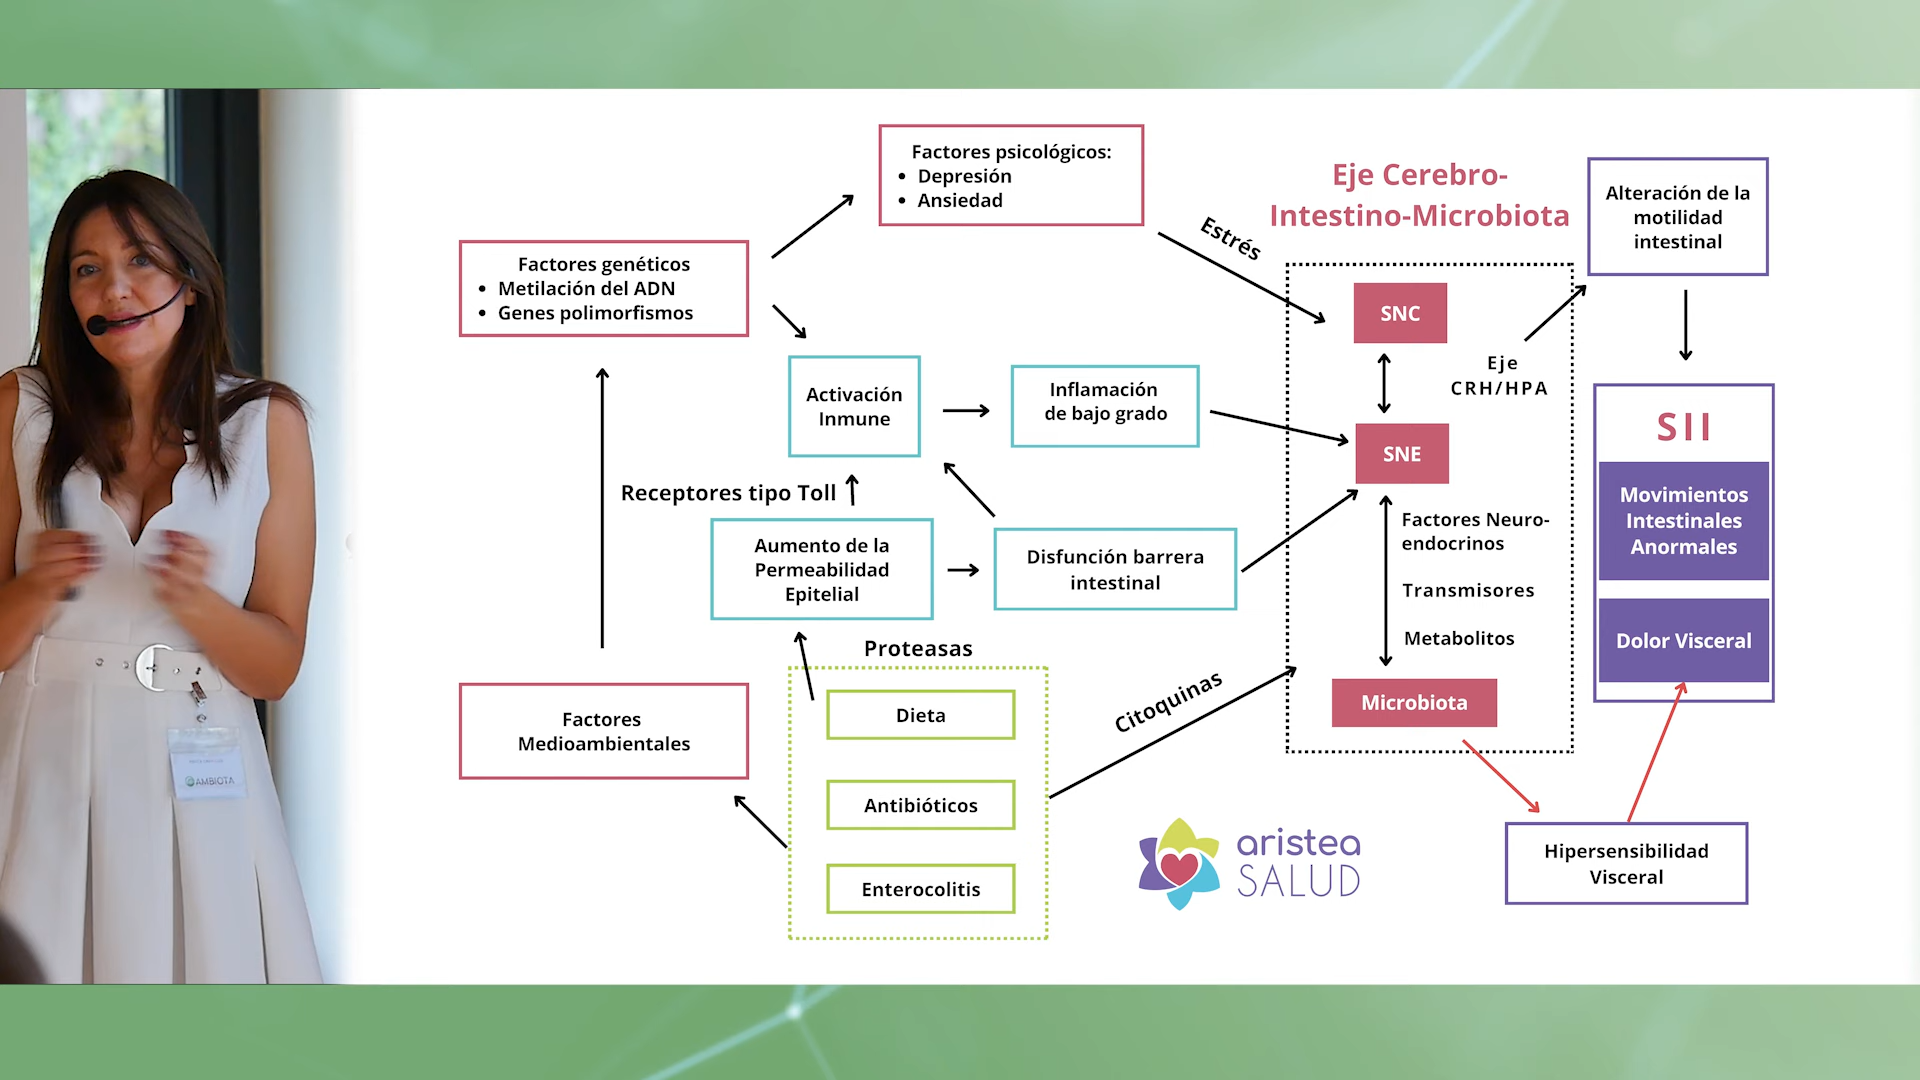 Factores psicológicos:
• Depresión
• Ansiedad
Eje Cerebro-
Intestino-Microbiota
Alteración de la
motilidad
intestinal
Estrés
Factores genéticos
• Metilación del ADN
• Genes polimorfismos
SNC
Eje
CRH/HPA
Activación
Inmune
Inflamación
de bajo grado
SII
SNE
Receptores tipo Toll
Movimientos
Intestinales
Anormales
Factores Neuro-
endocrinos
Aumento de la
Permeabilidad
Epitelial
Disfunción barrera
intestinal
Transmisores
Metabolitos
Dolor Visceral
Proteasas
Citoquinas
Dieta
Microbiota
Factores
Medioambientales
AMBIOTA
Antibióticos
aristea
SALUD
Hipersensibilidad
Visceral
Enterocolitis